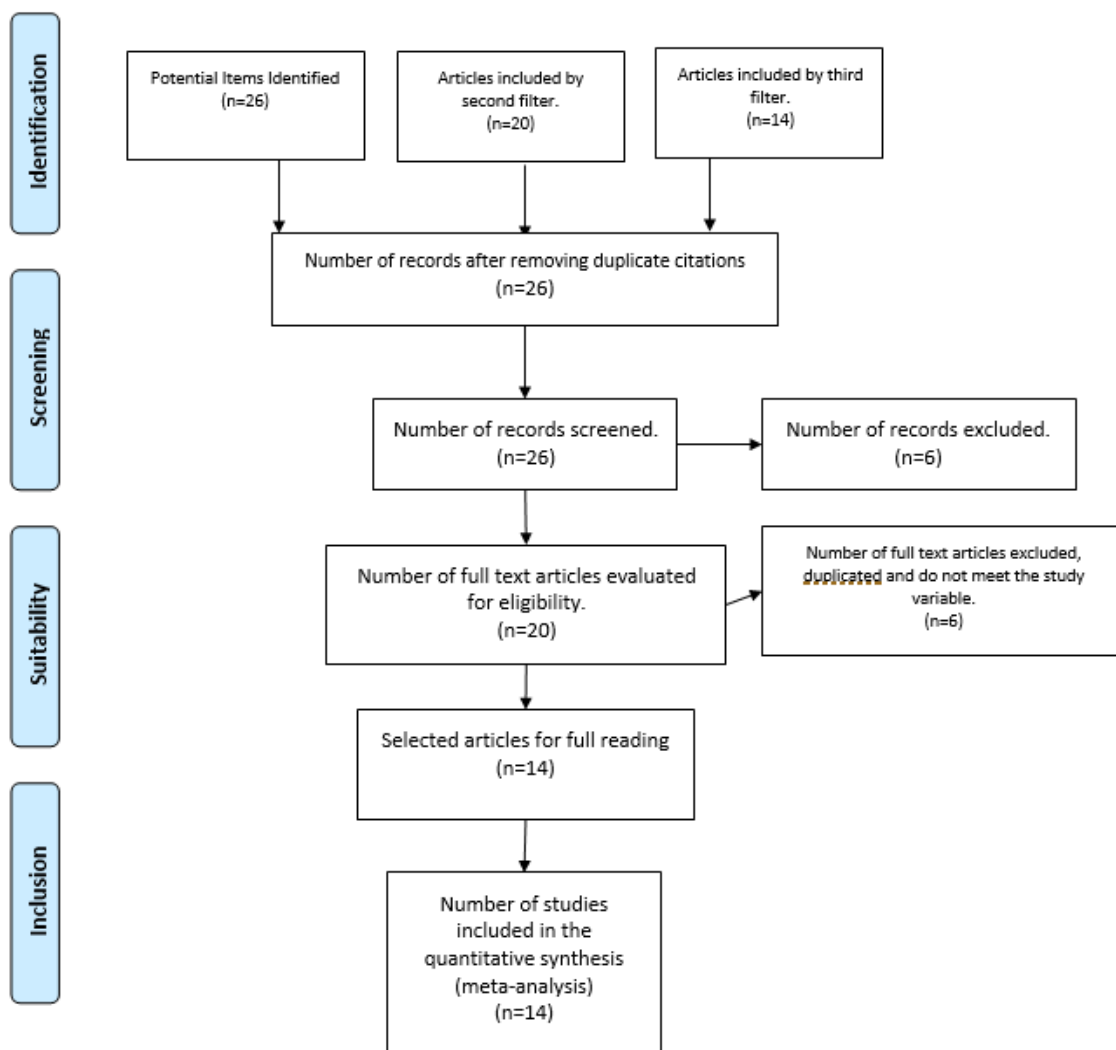 Identification
Potential Items Identified
(n=26)
Articles included by
second filter.
(n=20)
Articles included by third
filter.
(n=14)
Number of records after removing duplicate citations
(n=26)
Screening
Number of records screened.
(n=26)
Number of records excluded.
(n=6)
Suitability
Number of full text articles evaluated
for eligibility.
(n=20)
Number of full text articles excluded,
duplicated and do not meet the study
variable.
(n=6)
Selected articles for full reading
(n=14)
Inclusion
Number of studies
included in the
quantitative synthesis
(meta-analysis)
(n=14)